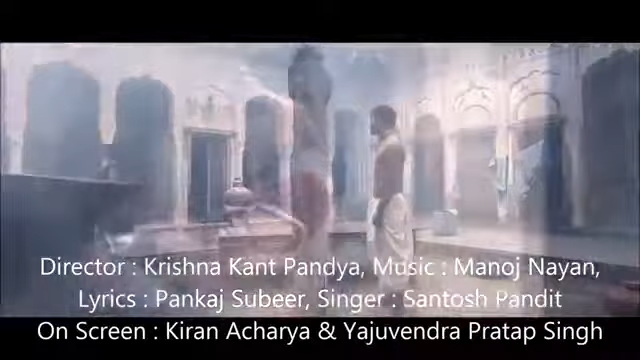 Director : Krishna Kant Pandya, Music : Manoj Nayan,
Lyrics : Pankaj Subeer, Singer : Santosh Pandit
On Screen : Kiran Acharya & Yajuvendra Pratap Singh